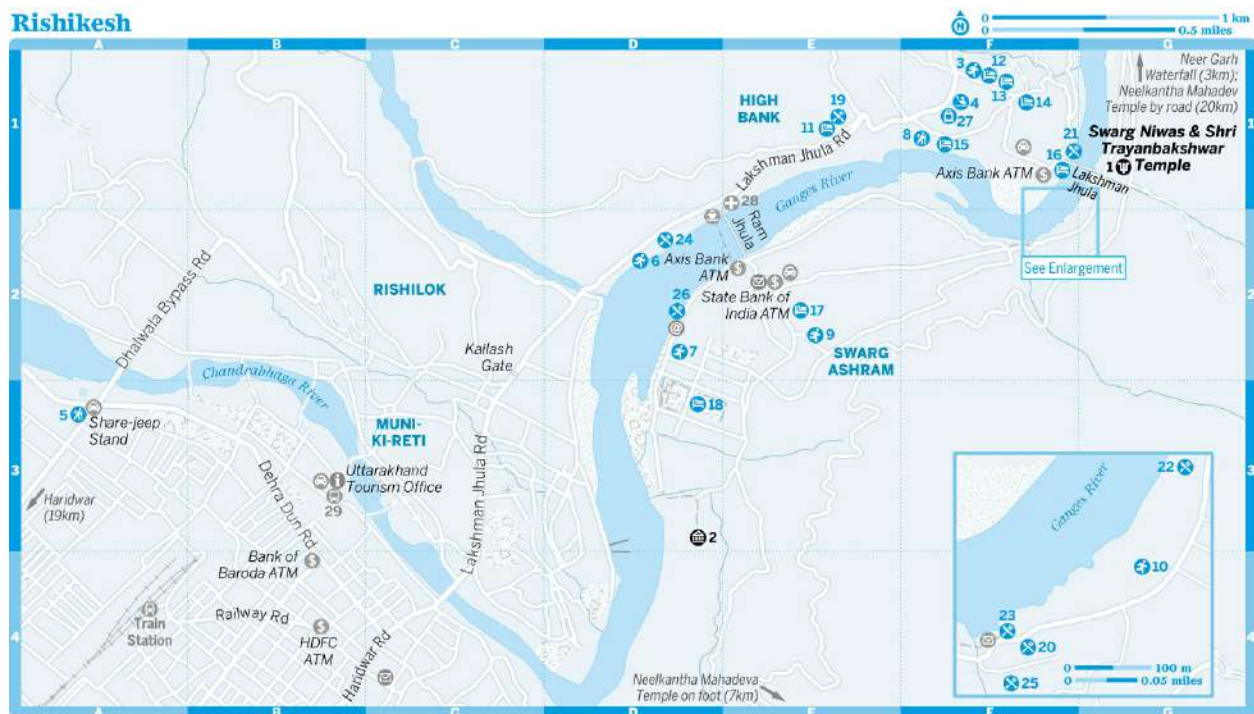 Rishikesh
N
0 1 km
0 0.5 miles
A B C D E F G
1
2
3
4
1
2
3
4
Neer Garh
Waterfall (3km);
Neelkantha Mahadev
Temple by road (20km)
Swarg Niwas & Shri
Trayanbakshwar
1 Temple
HIGH
BANK
3
12
13
4
14
27
19
11
8
15
21
16
Axis Bank ATM
Lakshman
Jhula
Lakshman Jhula Rd
Ganges River
28
Ram
Jhula
See Enlargement
24
6
Axis Bank
ATM
26
State Bank of
India ATM
@
17
9
7
SWARG
ASHRAM
18
RISHILOK
Dhalwala Bypass Rd
Kailash
Gate
Chandrabhaga River
5
Share-jeep
Stand
MUNI-
KI-RETI
Uttarakhand
Tourism Office
29
Dehra Dun Rd
Lakshman Jhula Rd
Haridwar
(19km)
2
Bank of
Baroda ATM
Railway Rd
Train
Station
HDFC
ATM
Haridwar Rd
Neelkantha Mahadeva
Temple on foot (7km)
22
Ganges River
10
23
20
25
0 100 m
0 0.05 miles
A B C D E F G